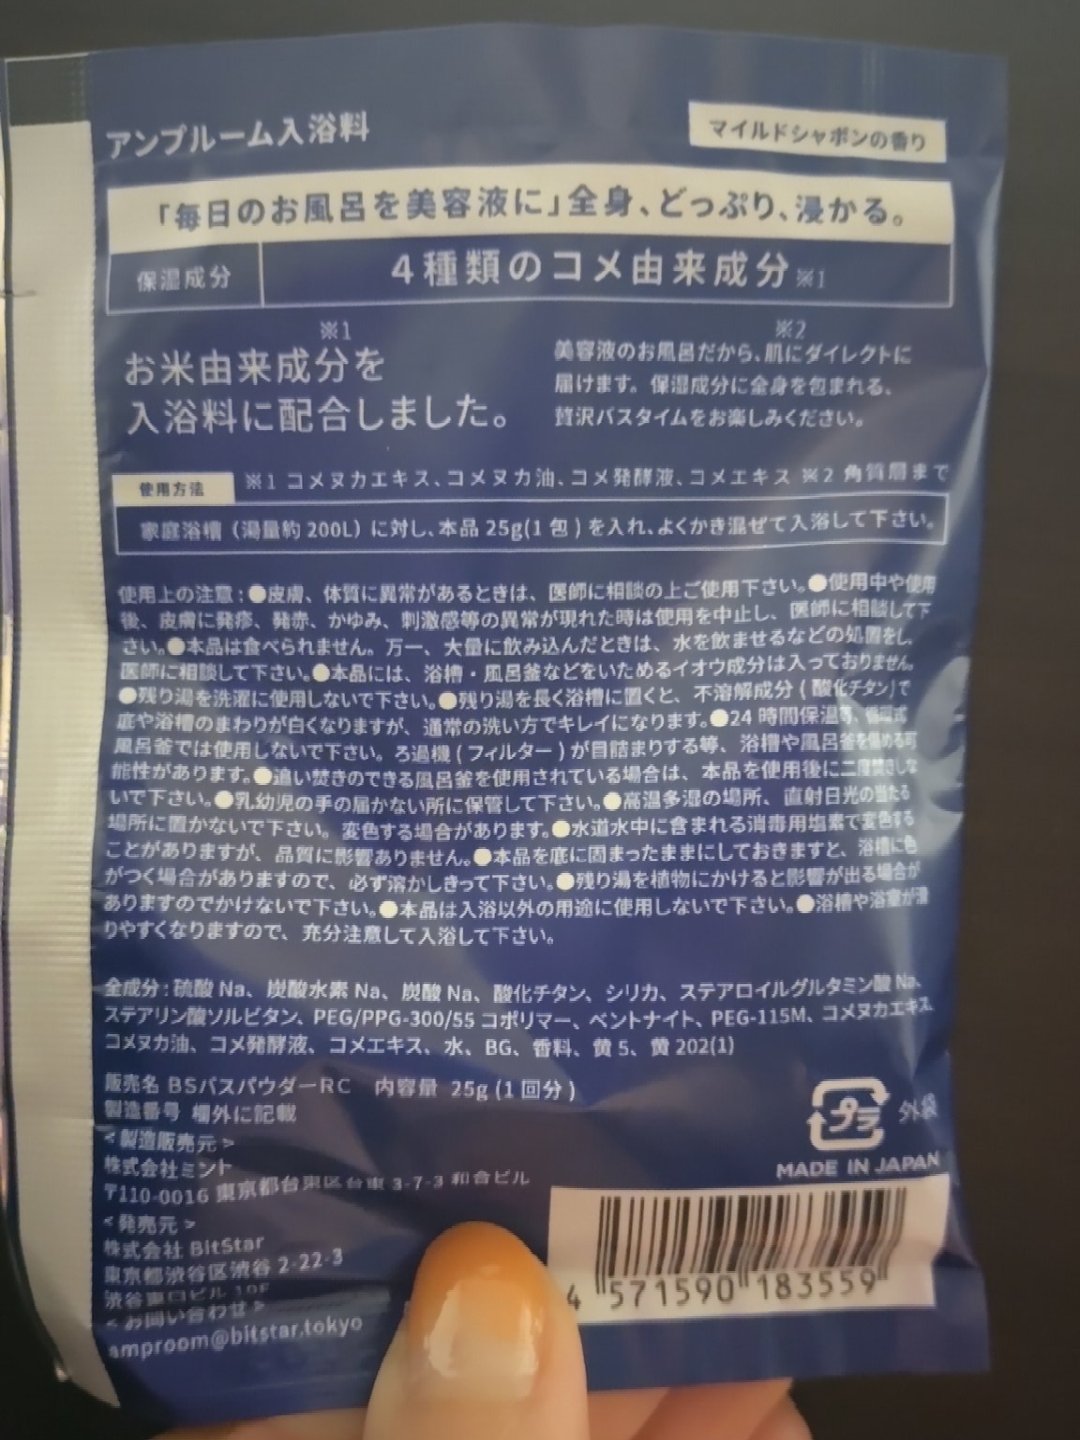 アンプルーム入浴料
マイルドシャボンの香り
「毎日のお風呂を美容液に」全身、どっぷり、浸かる。
保湿成分
4種類のコメ由来成分※1
※1
お米由来成分を
入浴料に配合しました。
※2
美容液のお風呂だから、肌にダイレクトに
届けます。保湿成分に全身を包まれる、
贅沢バスタイムをお楽しみください。
※1 コメヌカエキス、コメヌカ油、コメ発酵液、コメエキス ※2 角質層まで
使用方法
家庭浴槽（湯量約 200L）に対し、本品 25g(1 包 ) を入れ、よくかき混ぜて入浴して下さい。
使用上の注意 : ●皮膚、体質に異常があるときは、医師に相談の上ご使用下さい。●使用中や使用
後、皮膚に発疹、発赤、かゆみ、刺激感等の異常が現れた時は使用を中止し、医師に相談して下
さい。●本品は食べられません。万一、大量に飲み込んだときは、水を飲ませるなどの処置をし、
医師に相談して下さい。●本品には、浴槽・風呂釜などをいためるイオウ成分は入っておりません。
●残り湯を洗濯に使用しないで下さい。●残り湯を長く浴槽に置くと、不溶解成分 ( 酸化チタン ) で
底や浴槽のまわりが白くなりますが、通常の洗い方でキレイになります。●24 時間保温等、循環式
風呂釜では使用しないで下さい。ろ過機 ( フィルター ) が目詰まりする等、浴槽や風呂釜を傷める可
能性があります。●追い焚きのできる風呂釜を使用されている場合は、本品を使用後に二度焚きしな
いで下さい。●乳幼児の手の届かない所に保管して下さい。●高温多湿の場所、直射日光の当たる
場所に置かないで下さい。変色する場合があります。●水道水中に含まれる消毒用塩素で変色する
ことがありますが、品質に影響ありません。●本品を底に固まったままにしておきますと、浴槽に色
がつく場合がありますので、必ず溶かしきって下さい。●残り湯を植物にかけると影響が出る場合が
ありますのでかけないで下さい。●本品は入浴以外の用途に使用しないで下さい。●浴槽や浴室が滑
りやすくなりますので、充分注意して入浴して下さい。
全成分 : 硫酸 Na、炭酸水素 Na、炭酸 Na、酸化チタン、シリカ、ステアロイルグルタミン酸 Na、
ステアリン酸ソルビタン、PEG/PPG-300/55 コポリマー、ベントナイト、PEG-115M、コメヌカエキス、
コメヌカ油、コメ発酵液、コメエキス、水、BG、香料、黄 5、黄 202(1)
販売名 BSバスパウダーRC 内容量 25g (1 回分 )
製造番号 欄外に記載
<製造販売元>
株式会社ミント
〒110-0016 東京都台東区台東 3-7-3 和合ビル
<発売元>
株式会社 BitStar
東京都渋谷区渋谷 2-22-3
渋谷東口ビル 10F
<お問い合わせ>
amproom@bitstar.tokyo
プラ
外袋
MADE IN JAPAN
4 571590 183559